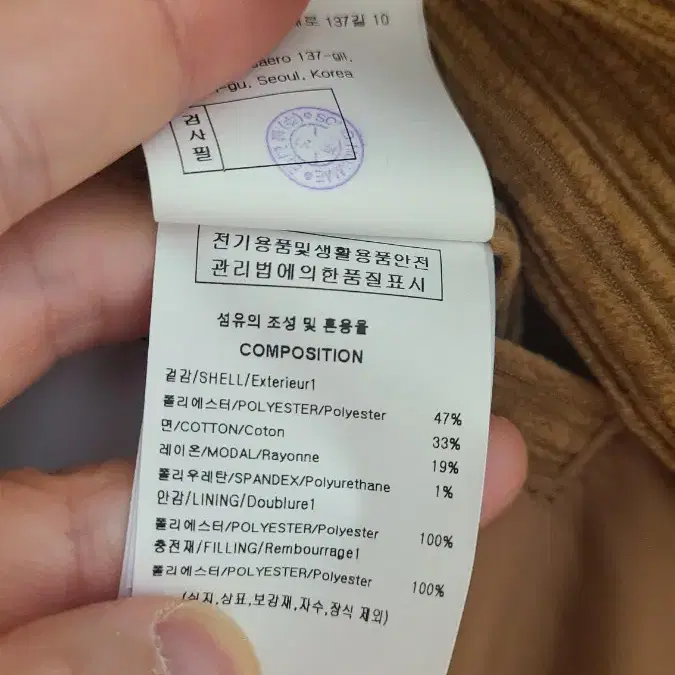 로 137길 10
137-gil,
-gu, Seoul, Korea
검사필
전기용품및생활용품안전
관리법에의한품질표시
섬유의 조성 및 혼용율
COMPOSITION
겉감/SHELL/Exterieur1
폴리에스터/POLYESTER/Polyester 47%
면/COTTON/Coton 33%
레이온/MODAL/Rayonne 19%
폴리우레탄/SPANDEX/Polyurethane 1%
안감/LINING/Doublure1
폴리에스터/POLYESTER/Polyester 100%
충전재/FILLING/Rembourrage1
폴리에스터/POLYESTER/Polyester 100%
(심지,상표,보강재,자수,장식 제외)